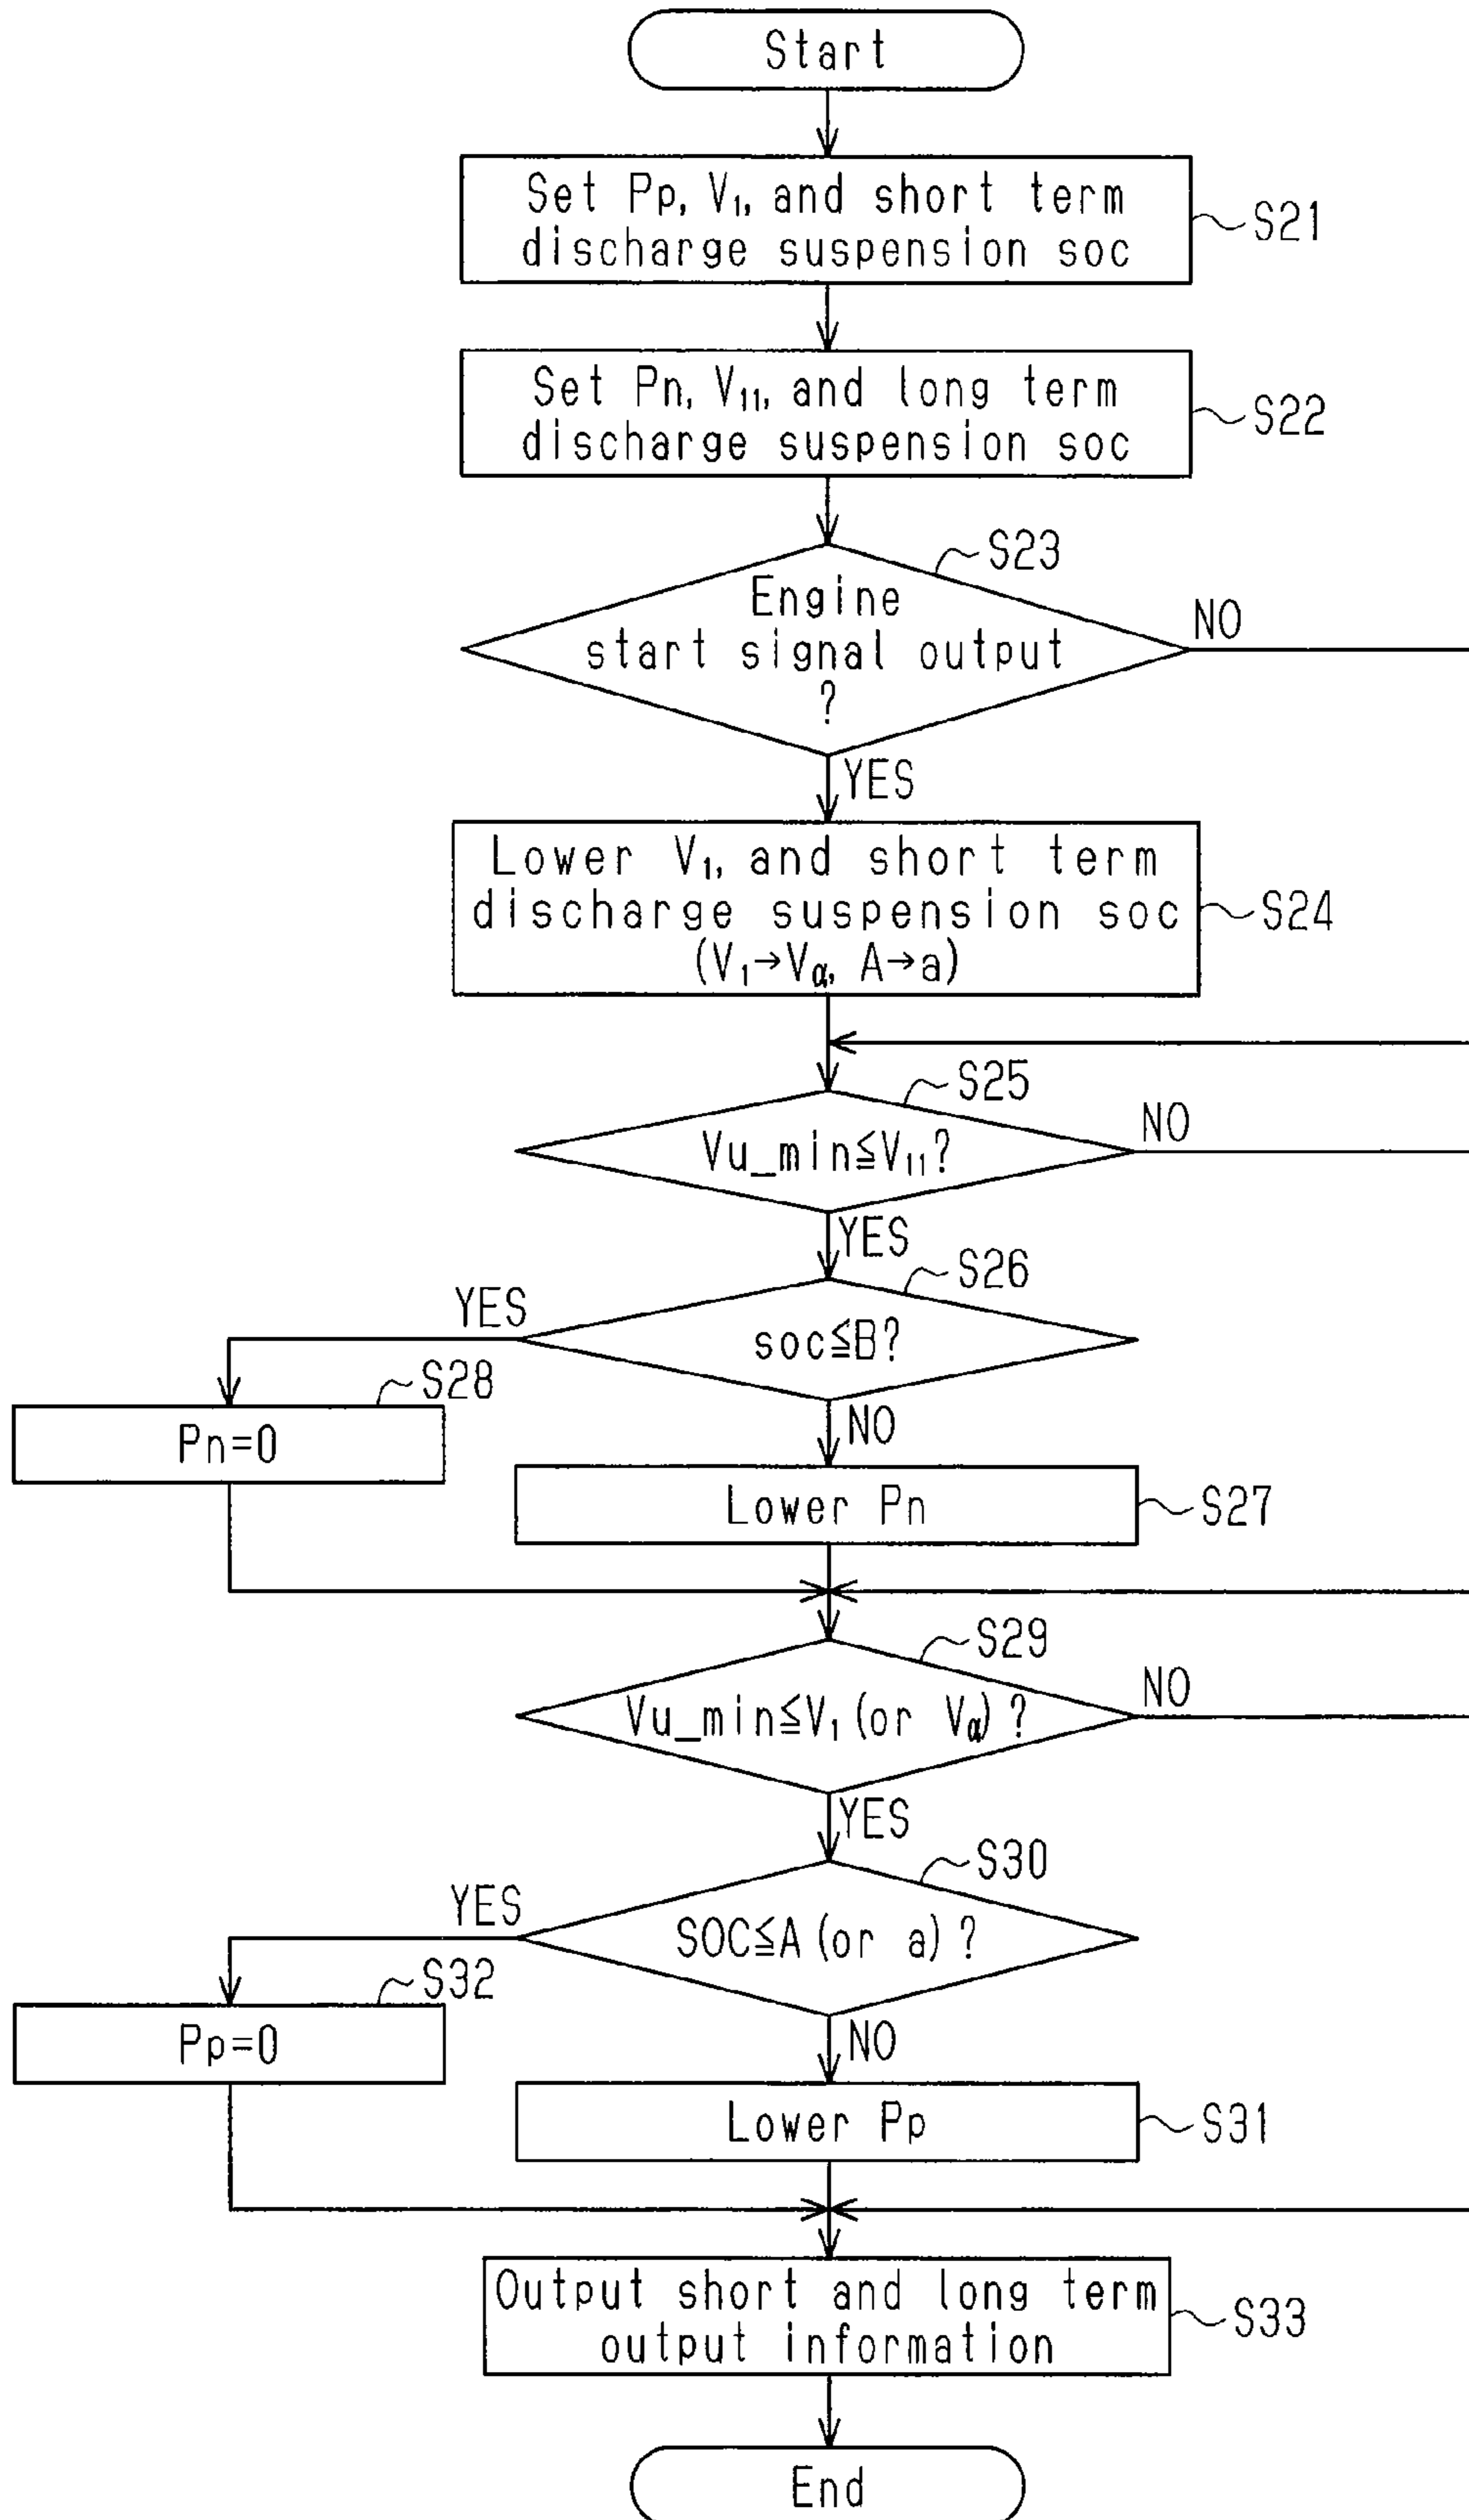 Start
Set Pp, V₁, and short term
discharge suspension soc
S21
Set Pn, V₁₁, and long term
discharge suspension soc
S22
S23
Engine
start signal output
?
NO
YES
Lower V₁, and short term
discharge suspension soc
(V₁→Vα, A→a)
S24
S25
Vu_min≦V₁₁?
NO
YES
S26
YES
soc≦B?
S28
Pn=0
NO
Lower Pn
S27
S29
Vu_min≦V₁(or Vα)?
NO
YES
S30
YES
SOC≦A(or a)?
S32
Pp=0
NO
Lower Pp
S31
Output short and long term
output information
S33
End